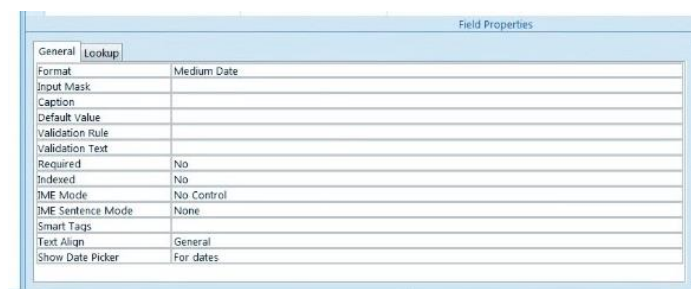 Field Properties
General Lookup
Format Medium Date
Input Mask
Caption
Default Value
Validation Rule
Validation Text
Required No
Indexed No
IME Mode No Control
IME Sentence Mode None
Smart Tags
Text Align General
Show Date Picker For dates